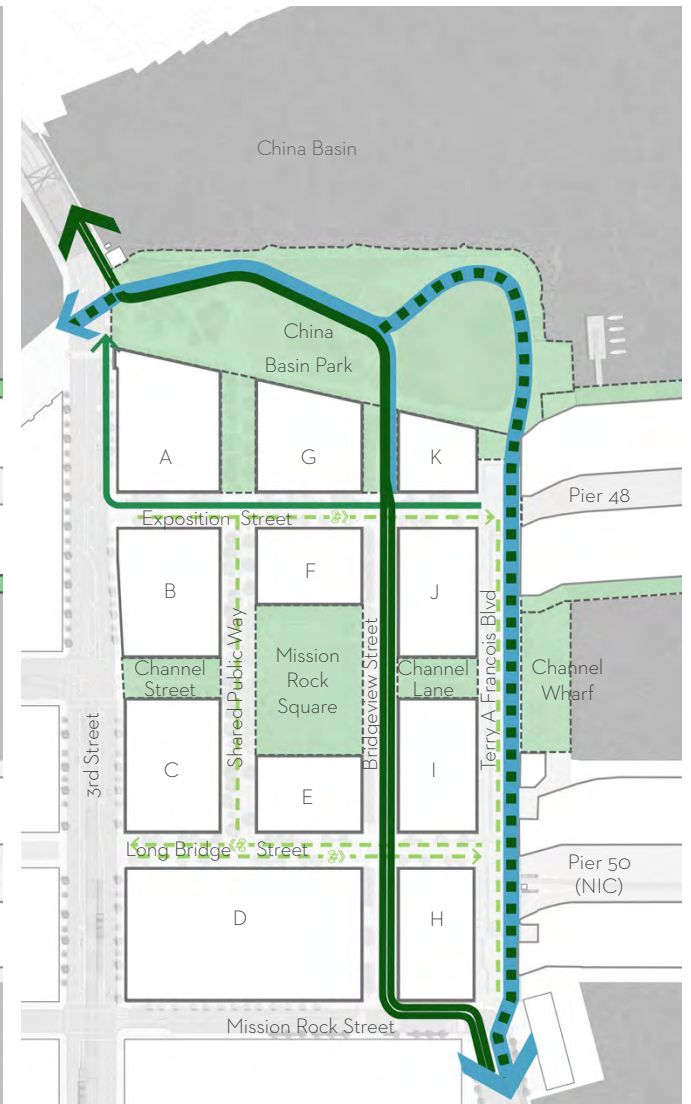 China Basin
China
Basin Park
A
G
K
Pier 48
Exposition Street
B
F
J
Channel
Street
Shared Public Way
Mission
Rock
Square
Bridgeview Street
Channel
Lane
Terry A Francois Blvd
Channel
Wharf
3rd Street
C
E
I
Long Bridge Street
Pier 50
(NIC)
D
H
Mission Rock Street